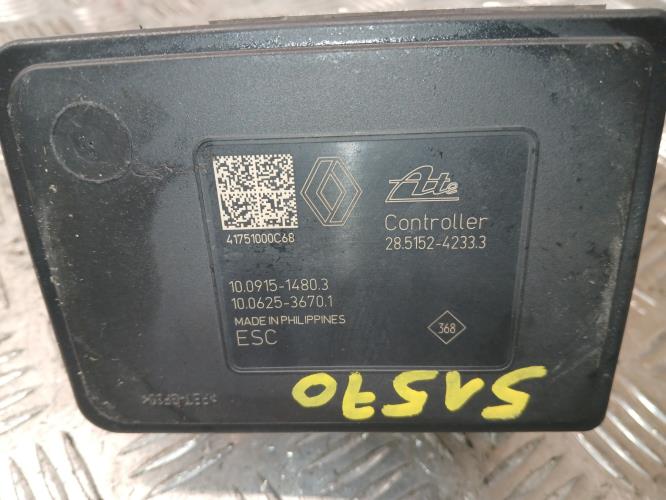 41751000C68
Ate
Controller
28.5152-4233.3
10.0915-1480.3
10.0625-3670.1
MADE IN PHILIPPINES
ESC
368
51570